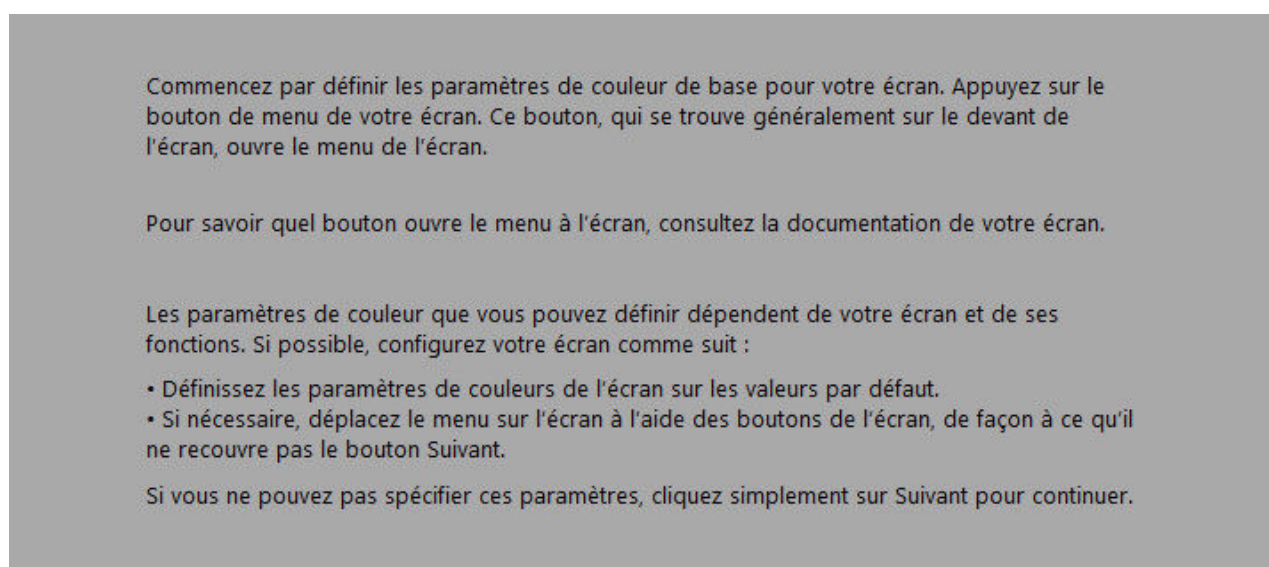 Commencez par définir les paramètres de couleur de base pour votre écran. Appuyez sur le
bouton de menu de votre écran. Ce bouton, qui se trouve généralement sur le devant de
l'écran, ouvre le menu de l'écran.
Pour savoir quel bouton ouvre le menu à l'écran, consultez la documentation de votre écran.
Les paramètres de couleur que vous pouvez définir dépendent de votre écran et de ses
fonctions. Si possible, configurez votre écran comme suit :
• Définissez les paramètres de couleurs de l'écran sur les valeurs par défaut.
• Si nécessaire, déplacez le menu sur l'écran à l'aide des boutons de l'écran, de façon à ce qu'il
ne recouvre pas le bouton Suivant.
Si vous ne pouvez pas spécifier ces paramètres, cliquez simplement sur Suivant pour continuer.